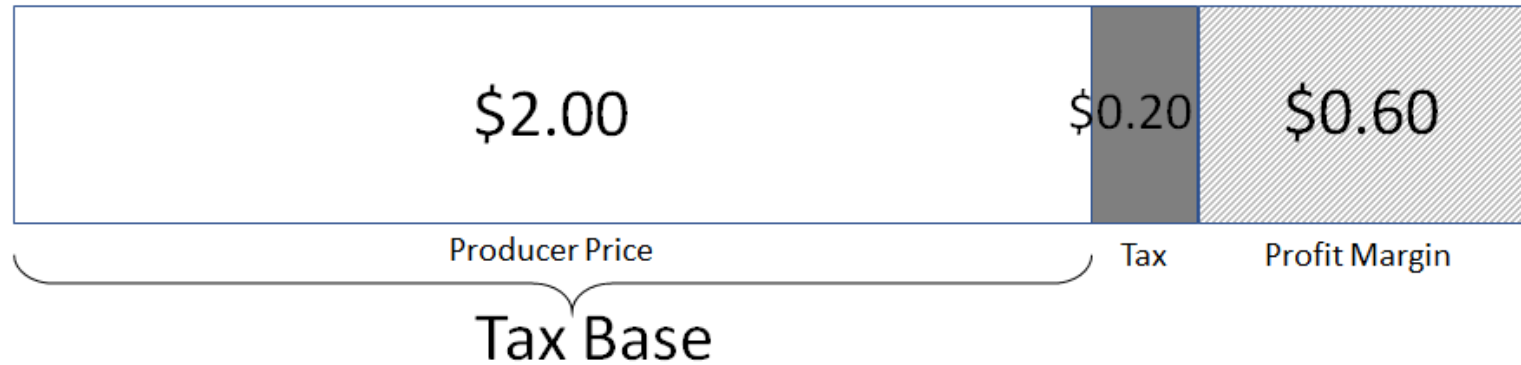 $2.00
$0.20
$0.60
Producer Price
Tax
Profit Margin
Tax Base